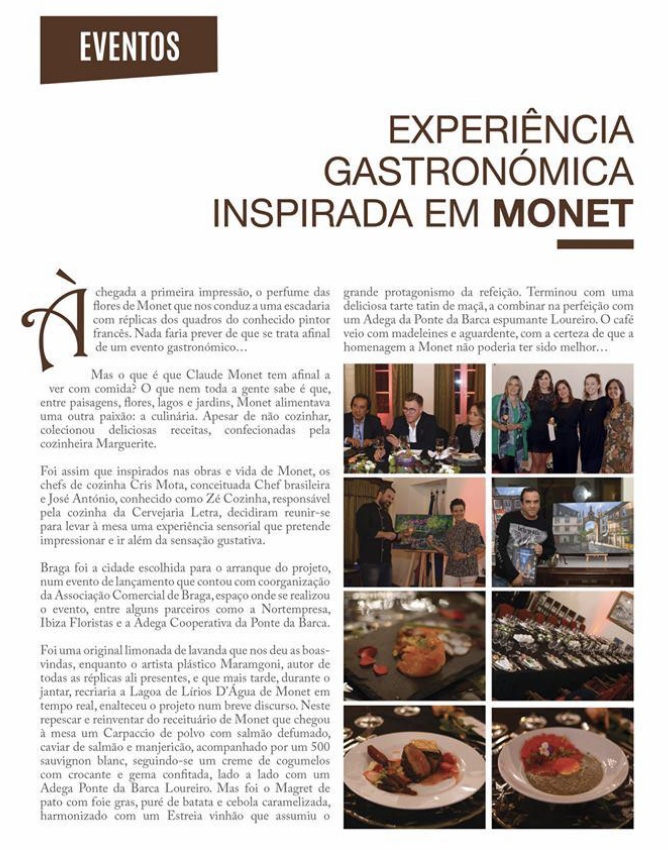 EVENTOS
EXPERIÊNCIA
GASTRONÓMICA
INSPIRADA EM MONET
À chegada a primeira impressão, o perfume das
flores de Monet que nos conduz a uma escadaria
com réplicas dos quadros do conhecido pintor
francês. Nada faria prever de que se trata afinal
de um evento gastronómico…
Mas o que é que Claude Monet tem afinal a
ver com comida? O que nem toda a gente sabe é que,
entre paisagens, flores, lagos e jardins, Monet alimentava
uma outra paixão: a culinária. Apesar de não cozinhar,
colecionou deliciosas receitas, confecionadas pela
cozinheira Marguerite.
Foi assim que inspirados nas obras e vida de Monet, os
chefs de cozinha Cris Mota, conceituada Chef brasileira
e José António, conhecido como Zé Cozinha, responsável
pela cozinha da Cervejaria Letra, decidiram reunir-se
para levar à mesa uma experiência sensorial que pretende
impressionar e ir além da sensação gustativa.
Braga foi a cidade escolhida para o arranque do projeto,
num evento de lançamento que contou com coorganização
da Associação Comercial de Braga, espaço onde se realizou
o evento, entre alguns parceiros como a Nortempresa,
Ibiza Floristas e a Adega Cooperativa da Ponte da Barca.
Foi uma original limonada de lavanda que nos deu as boas-
vindas, enquanto o artista plástico Maramgoni, autor de
todas as réplicas ali presentes, e que mais tarde, durante o
jantar, recriaria a Lagoa de Lírios D'Água de Monet em
tempo real, enalteceu o projeto num breve discurso. Neste
repescar e reinventar do receituário de Monet que chegou
à mesa um Carpaccio de polvo com salmão defumado,
caviar de salmão e manjericão, acompanhado por um 500
sauvignon blanc, seguindo-se um creme de cogumelos
com crocante e gema confitada, lado a lado com um
Adega Ponte da Barca Loureiro. Mas foi o Magret de
pato com foie gras, puré de batata e cebola caramelizada,
harmonizado com um Estreia vinhão que assumiu o
grande protagonismo da refeição. Terminou com uma
deliciosa tarte tatin de maçã, a combinar na perfeição com
um Adega da Ponte da Barca espumante Loureiro. O café
veio com madeleines e aguardente, com a certeza de que a
homenagem a Monet não poderia ter sido melhor…